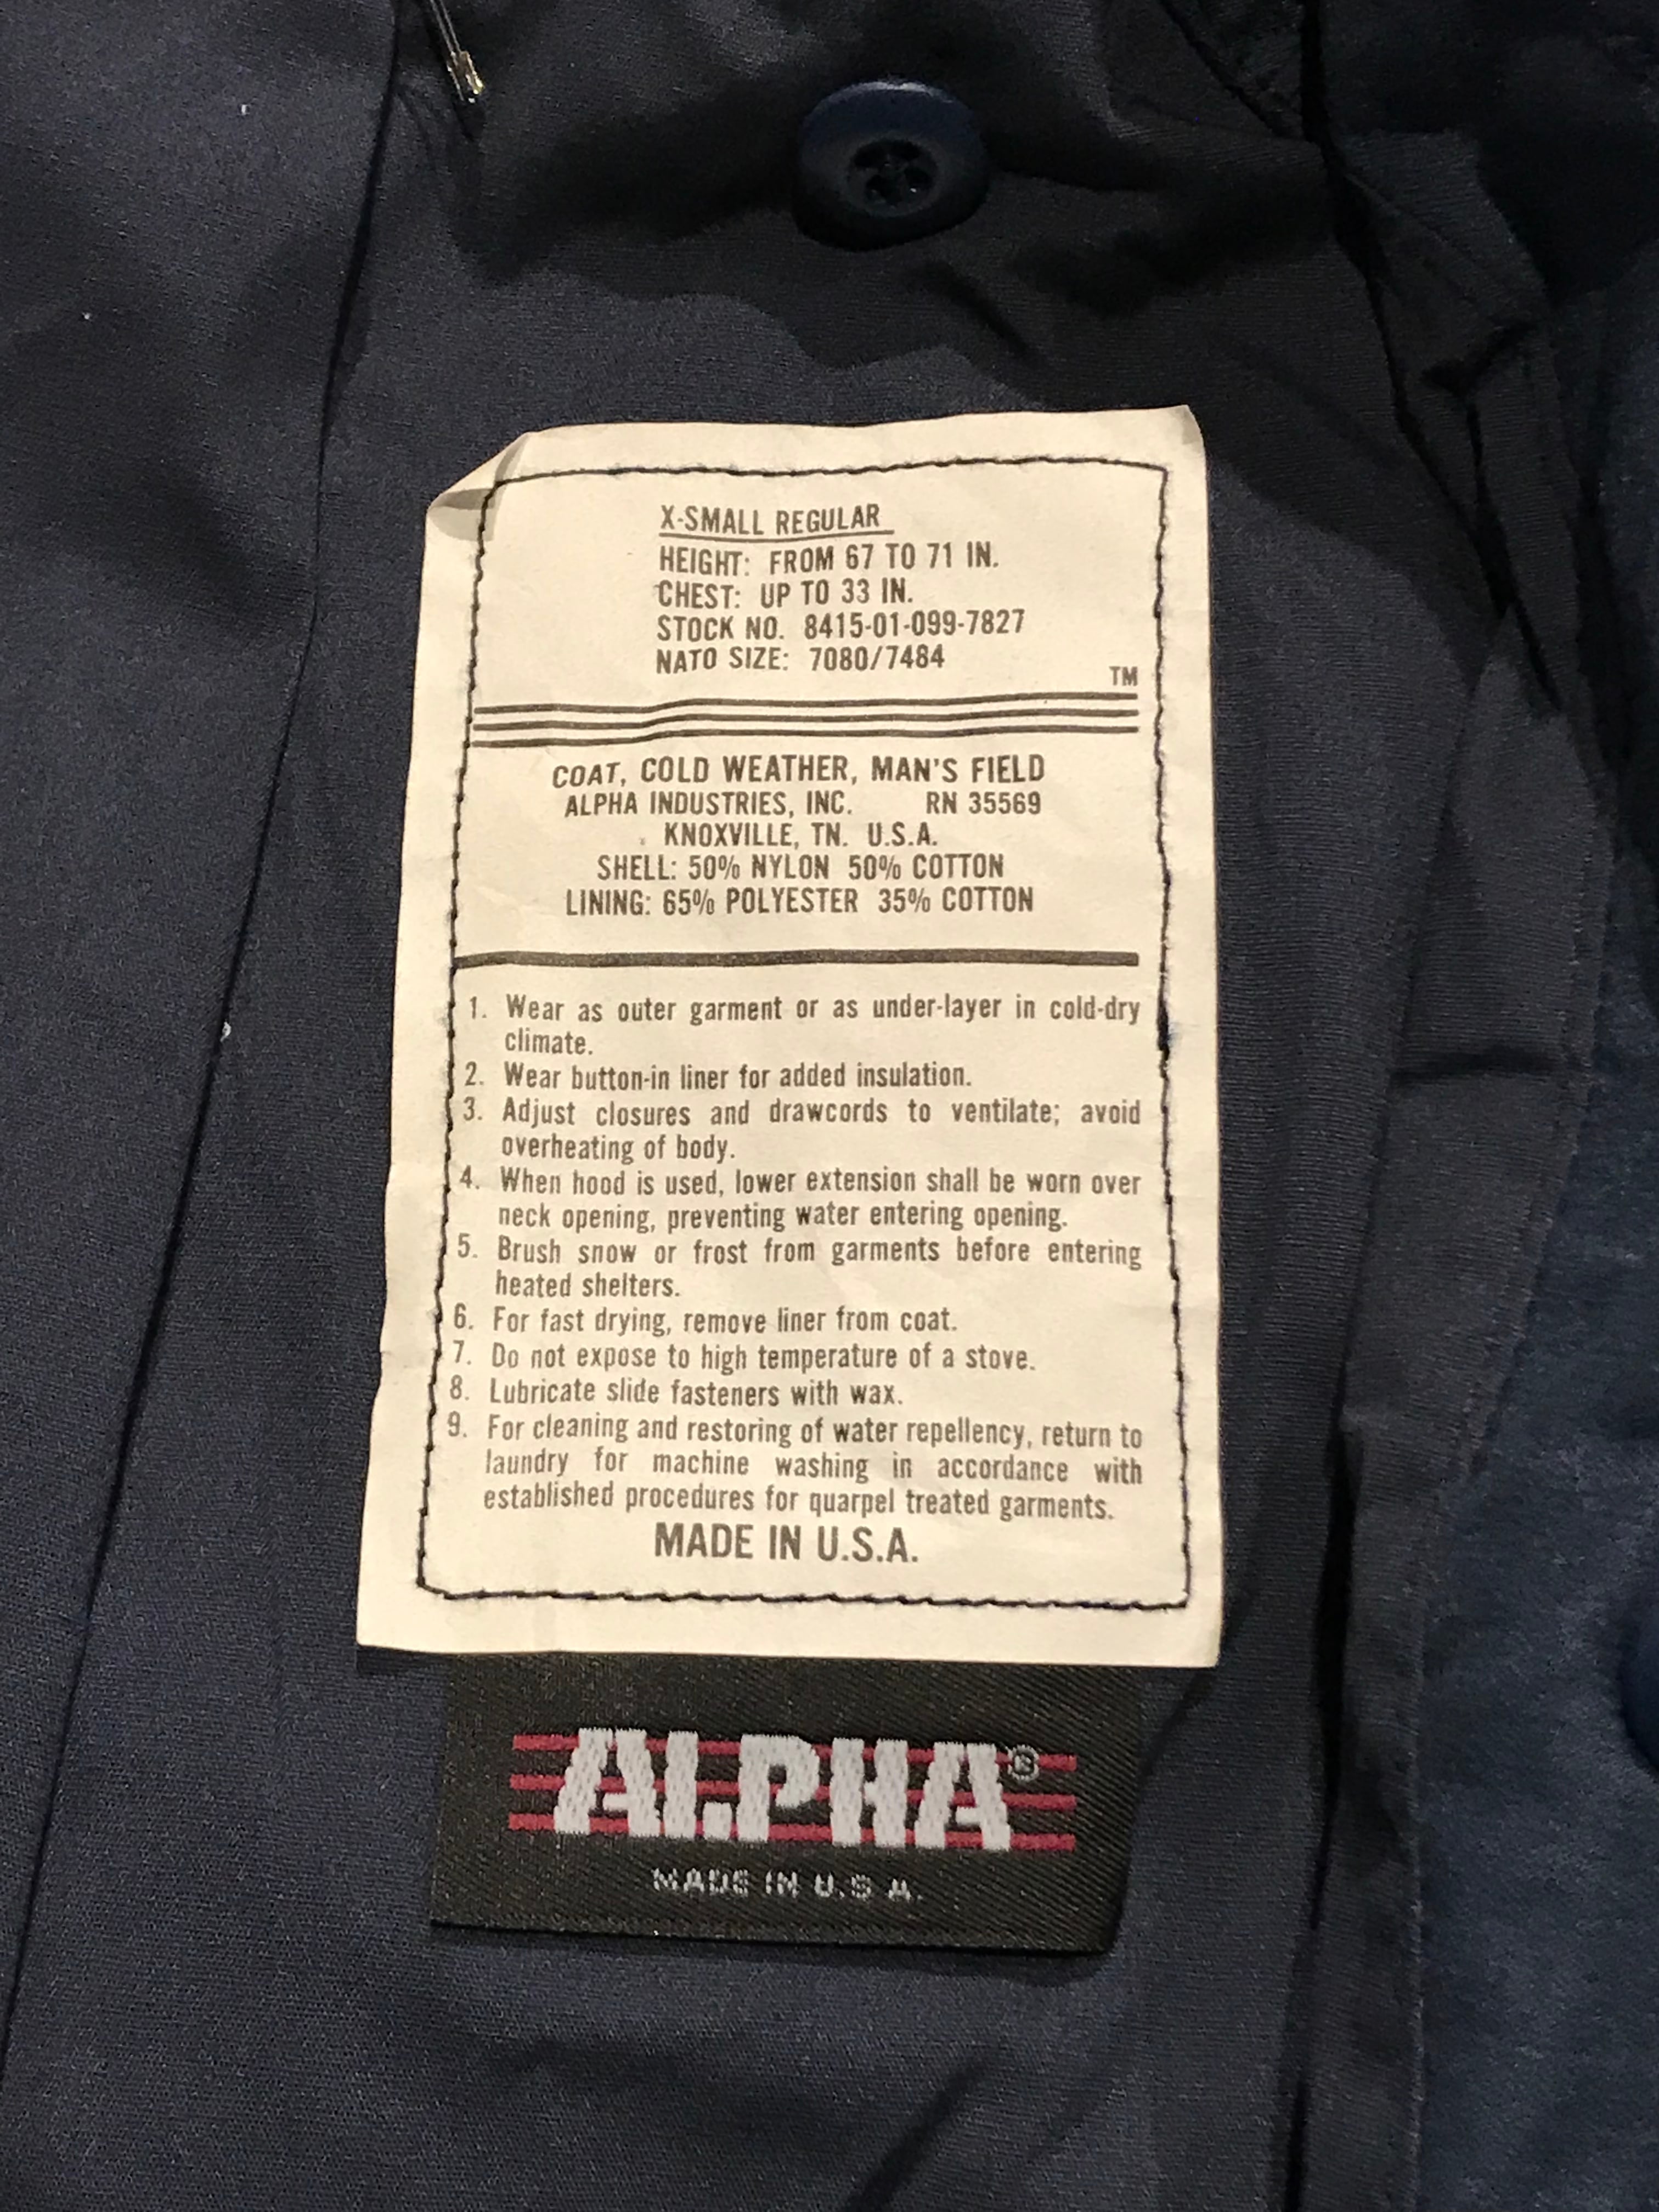 X-SMALL REGULAR
HEIGHT: FROM 67 TO 71 IN.
CHEST: UP TO 33 IN.
STOCK NO. 8415-01-099-7827
NATO SIZE: 7080/7484
TM
COAT, COLD WEATHER, MAN'S FIELD
ALPHA INDUSTRIES, INC. RN 35569
KNOXVILLE, TN. U.S.A.
SHELL: 50% NYLON 50% COTTON
LINING: 65% POLYESTER 35% COTTON
1. Wear as outer garment or as under-layer in cold-dry
climate.
2. Wear button-in liner for added insulation.
3. Adjust closures and drawcords to ventilate; avoid
overheating of body.
4. When hood is used, lower extension shall be worn over
neck opening, preventing water entering opening.
5. Brush snow or frost from garments before entering
heated shelters.
6. For fast drying, remove liner from coat.
7. Do not expose to high temperature of a stove.
8. Lubricate slide fasteners with wax.
9. For cleaning and restoring of water repellency, return to
laundry for machine washing in accordance with
established procedures for quarpel treated garments.
MADE IN U.S.A.
ALPHA®
MADE IN U.S.A.